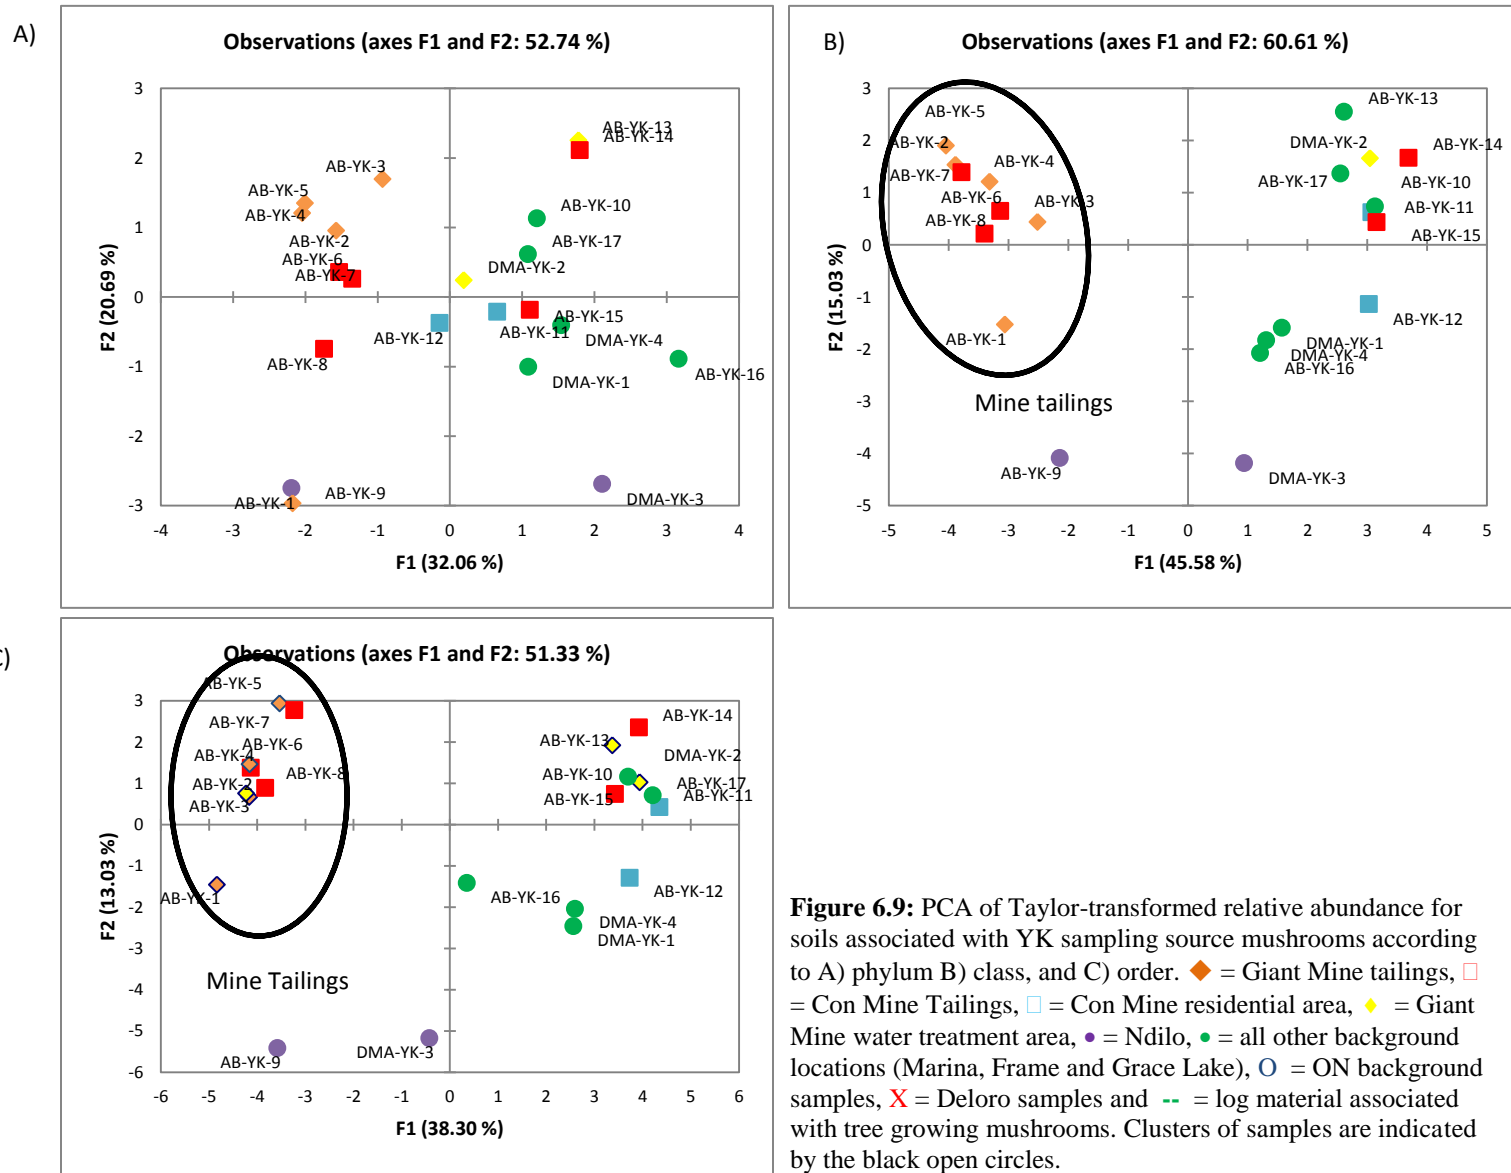 A)
Observations (axes F1 and F2: 52.74 %)
3
2
1
0
-1
-2
-3
F2 (20.69 %)
AB-YK-13
AB-YK-14
AB-YK-3
AB-YK-5
AB-YK-4
AB-YK-10
AB-YK-2
AB-YK-17
AB-YK-6
DMA-YK-2
AB-YK-7
AB-YK-15
AB-YK-12
AB-YK-11
DMA-YK-4
AB-YK-8
AB-YK-16
DMA-YK-1
AB-YK-9
AB-YK-1
DMA-YK-3
-4 -3 -2 -1 0 1 2 3 4
F1 (32.06 %)
B)
Observations (axes F1 and F2: 60.61 %)
3
2
1
0
-1
-2
-3
-4
-5
F2 (15.03 %)
AB-YK-13
AB-YK-5
AB-YK-2
DMA-YK-2
AB-YK-14
AB-YK-4
AB-YK-7
AB-YK-17
AB-YK-10
AB-YK-6
AB-YK-3
AB-YK-11
AB-YK-8
AB-YK-15
AB-YK-12
AB-YK-1
DMA-YK-1
DMA-YK-4
AB-YK-16
Mine tailings
AB-YK-9
DMA-YK-3
-5 -4 -3 -2 -1 0 1 2 3 4 5
F1 (45.58 %)
C)
Observations (axes F1 and F2: 51.33 %)
3
2
1
0
-1
-2
-3
-4
-5
-6
F2 (13.03 %)
AB-YK-5
AB-YK-7
AB-YK-14
AB-YK-6
AB-YK-13
AB-YK-4
DMA-YK-2
AB-YK-8
AB-YK-10
AB-YK-2
AB-YK-17
AB-YK-3
AB-YK-15
AB-YK-11
AB-YK-1
AB-YK-16
AB-YK-12
DMA-YK-4
DMA-YK-1
Mine Tailings
AB-YK-9
DMA-YK-3
-6 -5 -4 -3 -2 -1 0 1 2 3 4 5 6
F1 (38.30 %)
Figure 6.9: PCA of Taylor-transformed relative abundance for
soils associated with YK sampling source mushrooms according
to A) phylum B) class, and C) order. ◆ = Giant Mine tailings, □
= Con Mine Tailings, □ = Con Mine residential area, ♦ = Giant
Mine water treatment area, ● = Ndilo, ● = all other background
locations (Marina, Frame and Grace Lake), O = ON background
samples, X = Deloro samples and -- = log material associated
with tree growing mushrooms. Clusters of samples are indicated
by the black open circles.